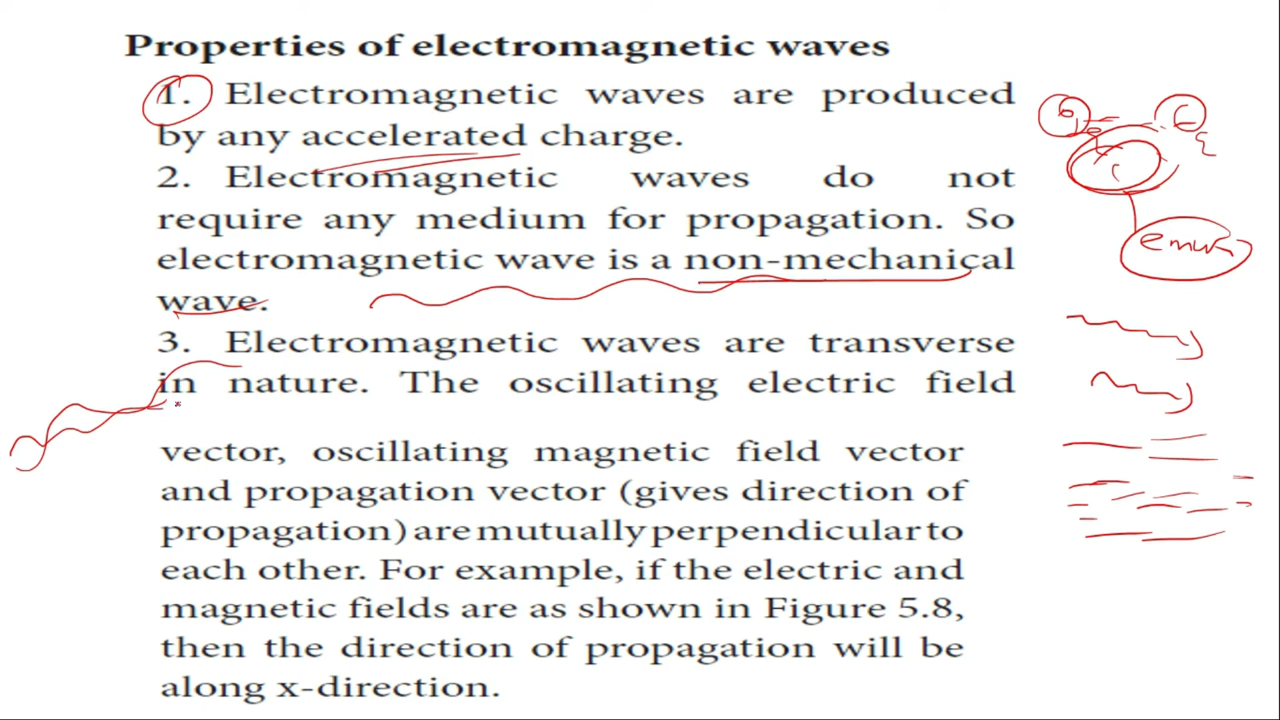 Properties of electromagnetic waves
1. Electromagnetic waves are produced
by any accelerated charge.
2. Electromagnetic waves do not
require any medium for propagation. So
electromagnetic wave is a non-mechanical
wave.
3. Electromagnetic waves are transverse
in nature. The oscillating electric field
vector, oscillating magnetic field vector
and propagation vector (gives direction of
propagation) are mutually perpendicular to
each other. For example, if the electric and
magnetic fields are as shown in Figure 5.8,
then the direction of propagation will be
along x-direction.